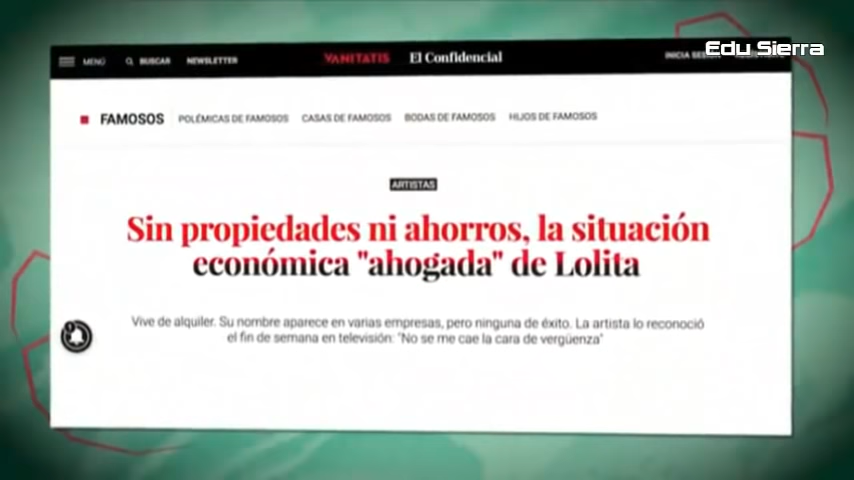 Edu Sierra
MENÚ BUSCAR NEWSLETTER VANITATIS El Confidencial INICIA
FAMOSOS POLÉMICAS DE FAMOSOS CASAS DE FAMOSOS BODAS DE FAMOSOS HIJOS DE FAMOSOS
ARTISTAS
Sin propiedades ni ahorros, la situación
económica "ahogada" de Lolita
Vive de alquiler. Su nombre aparece en varias empresas, pero ninguna de éxito. La artista lo reconoció
el fin de semana en televisión: "No se me cae la cara de vergüenza"